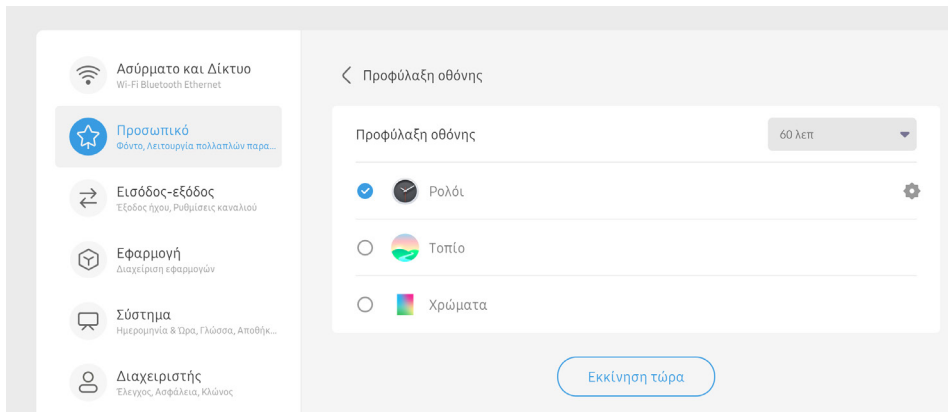 Ασύρματο και Δίκτυο
Wi-Fi Bluetooth Ethernet
Προσωπικό
Φόντο, Λειτουργία πολλαπλών παρα...
Εισόδος-εξόδος
Έξοδος ήχου, Ρυθμίσεις καναλιού
Εφαρμογή
Διαχείριση εφαρμογών
Σύστημα
Ημερομηνία & Ώρα, Γλώσσα, Αποθήκ...
Διαχειριστής
Έλεγχος, Ασφάλεια, Κλώνος
Προφύλαξη οθόνης
Προφύλαξη οθόνης
60 λεπ
Ρολόι
Τοπίο
Χρώματα
Εκκίνηση τώρα